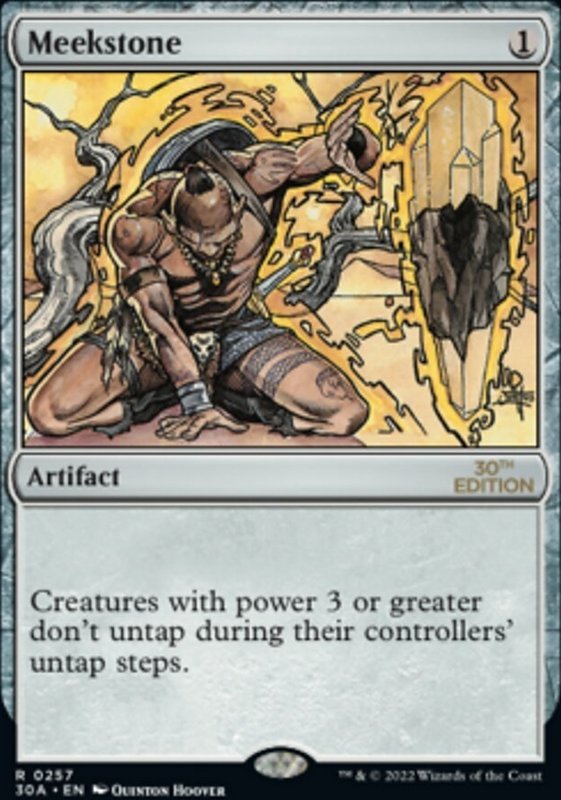 Meekstone 1
Artifact
30TH
EDITION
Creatures with power 3 or greater
don't untap during their controllers'
untap steps.
R 0257
30A • EN Quinton Hoover
™ & © 2022 Wizards of the Coast